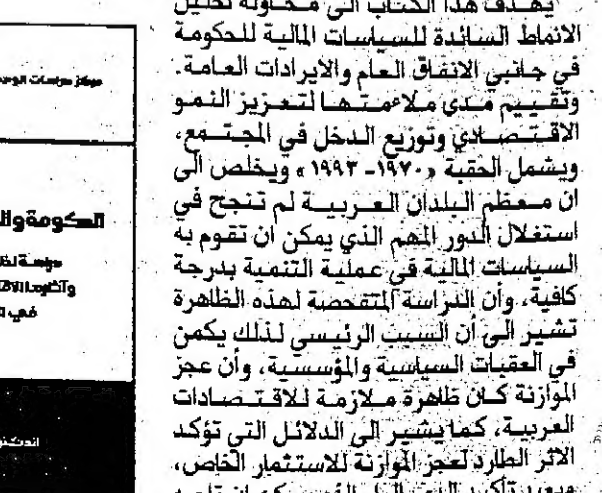 يهدف هذا الكتاب الى محاولة تحليل
الانماط السائدة للسياسات المالية للحكومة
في جانبي الانفاق العام والايرادات العامة.
وتقييم مدى ملاءمتها لتعزيز النمو
الاقتصادي وتوزيع الدخل في المجتمع،
ويشمل الحقبة «١٩٧٠- ١٩٩٣» ويخلص الى
ان معظم البلدان العربية لم تنجح في
استغلال الدور المهم الذي يمكن ان تقوم به
السياسات المالية في عملية التنمية بدرجة
كافية، وأن الدراسة المتفحصة لهذه الظاهرة
تشير الى أن السبب الرئيسي لذلك يكمن
في العقبات السياسية والمؤسسية، وأن عجز
الموازنة كان ظاهرة ملازمة للاقتصادات
العربية، كما يشير الى الدلائل التي تؤكد
الاثر الطارد لعجز الموازنة للاستثمار الخاص،
مركز دراسات الوحد
في